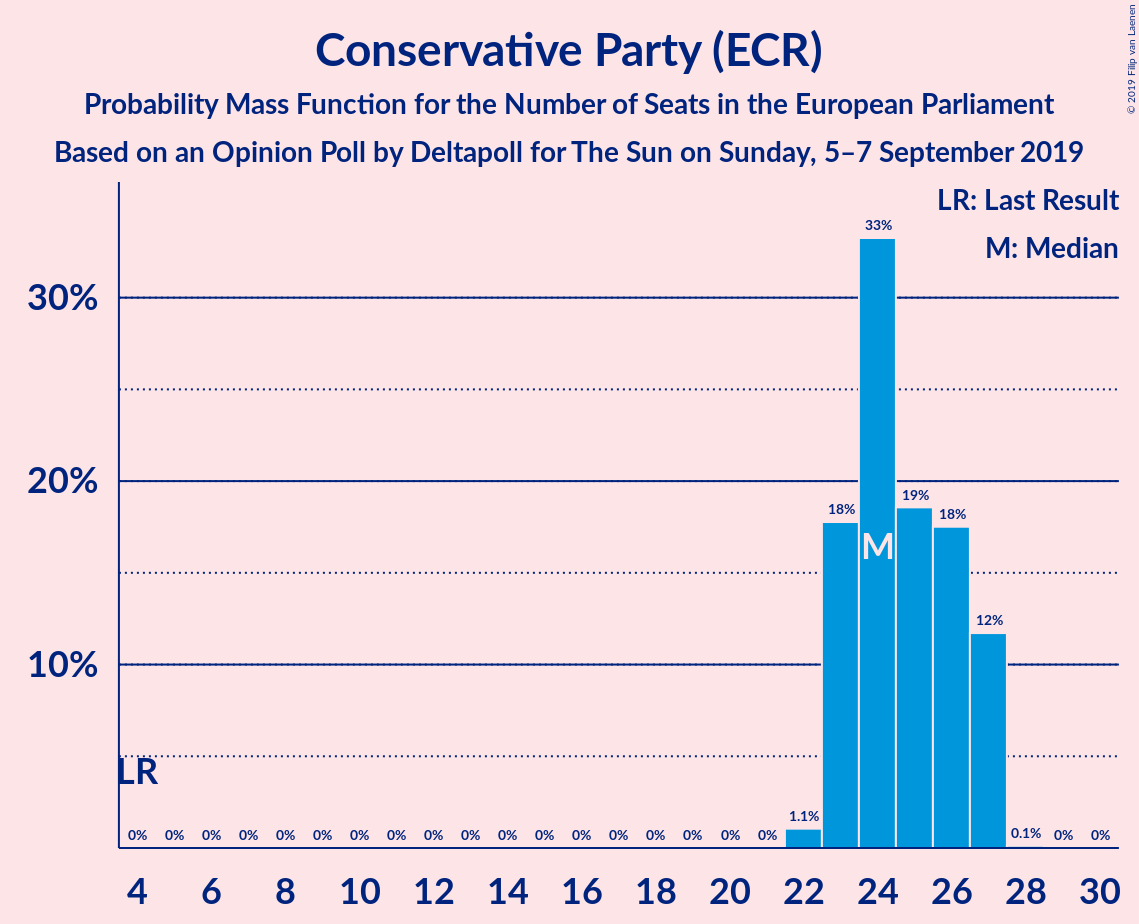 Conservative Party (ECR)
Probability Mass Function for the Number of Seats in the European Parliament
Based on an Opinion Poll by Deltapoll for The Sun on Sunday, 5–7 September 2019
© 2019 Filip van Laenen
LR: Last Result
M: Median
33%
30%
20%
19%
18%
18%
M
12%
10%
LR
1.1%
0% 0% 0% 0% 0% 0% 0% 0% 0% 0% 0% 0% 0% 0% 0% 0% 0% 0% 0.1% 0% 0%
4 6 8 10 12 14 16 18 20 22 24 26 28 30